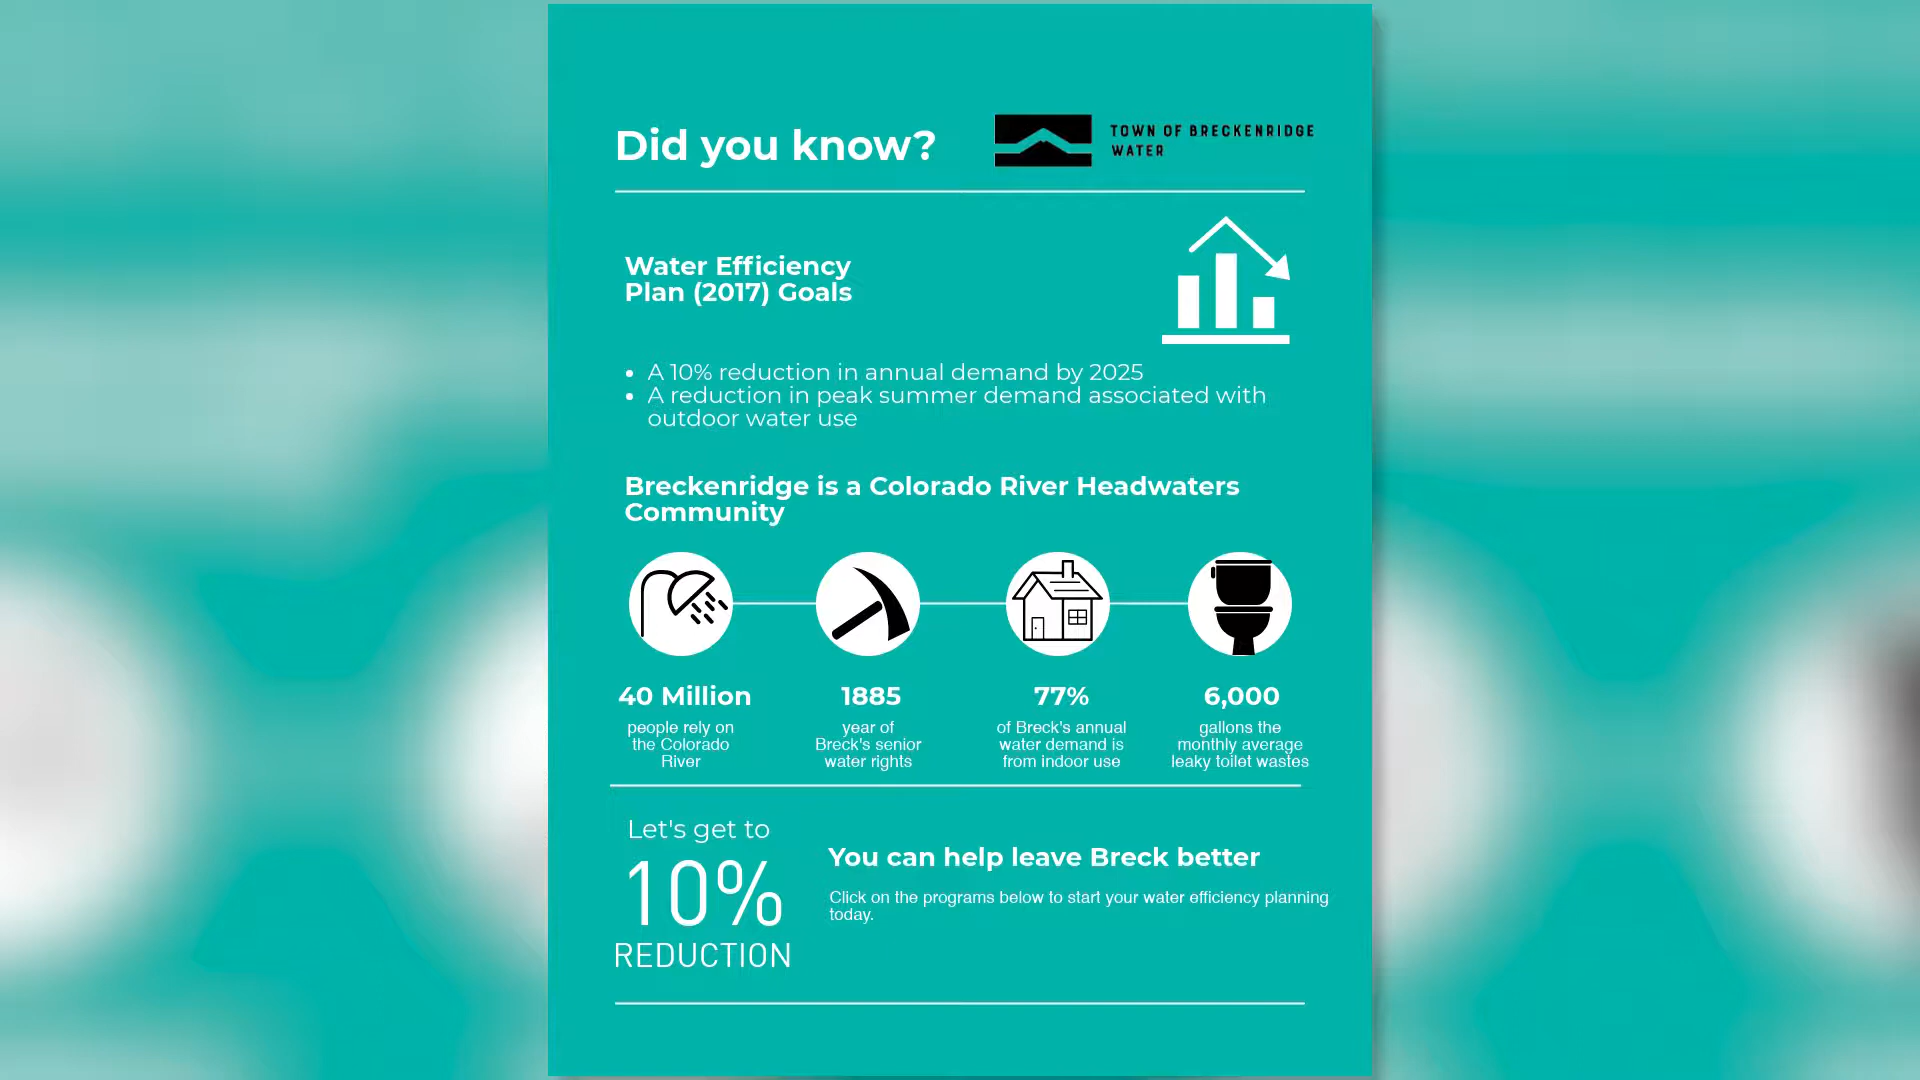 Did you know?
TOWN OF BRECKENRIDGE
WATER
Water Efficiency
Plan (2017) Goals
• A 10% reduction in annual demand by 2025
• A reduction in peak summer demand associated with
outdoor water use
Breckenridge is a Colorado River Headwaters
Community
40 Million
people rely on
the Colorado
River
1885
year of
Breck's senior
water rights
77%
of Breck's annual
water demand is
from indoor use
6,000
gallons the
monthly average
leaky toilet wastes
Let's get to
10%
REDUCTION
You can help leave Breck better
Click on the programs below to start your water efficiency planning
today.